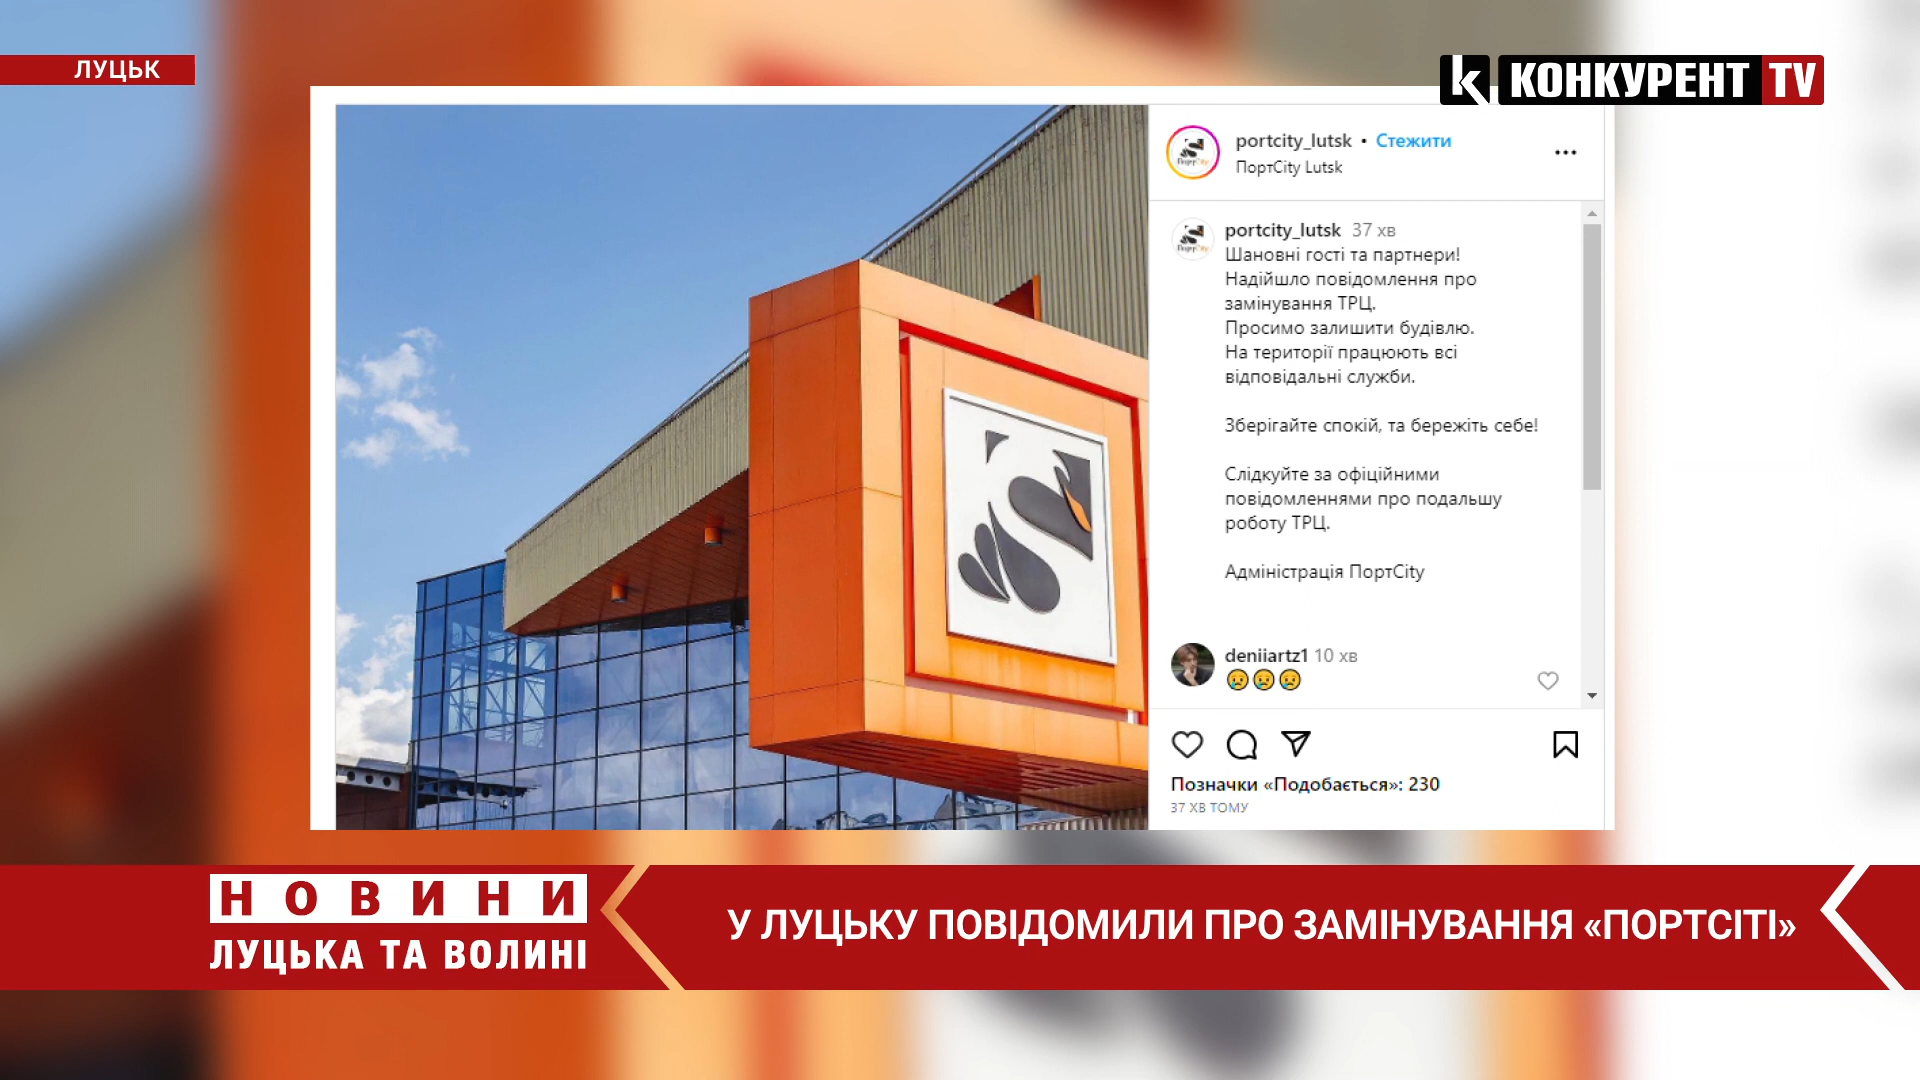 ЛУЦЬК
k КОНКУРЕНТ TV
portcity_lutsk • Стежити
ПортCity Lutsk
portcity_lutsk 37 хв
Шановні гості та партнери!
Надійшло повідомлення про
замінування ТРЦ.
Просимо залишити будівлю.
На території працюють всі
відповідальні служби.
Зберігайте спокій, та бережіть себе!
Слідкуйте за офіційними
повідомленнями про подальшу
роботу ТРЦ.
Адміністрація ПортCity
deniiartz1 10 хв
😢😢😢
Позначки «Подобається»: 230
37 ХВ ТОМУ
НОВИНИ
ЛУЦЬКА ТА ВОЛИНІ
У ЛУЦЬКУ ПОВІДОМИЛИ ПРО ЗАМІНУВАННЯ «ПОРТСІТІ»